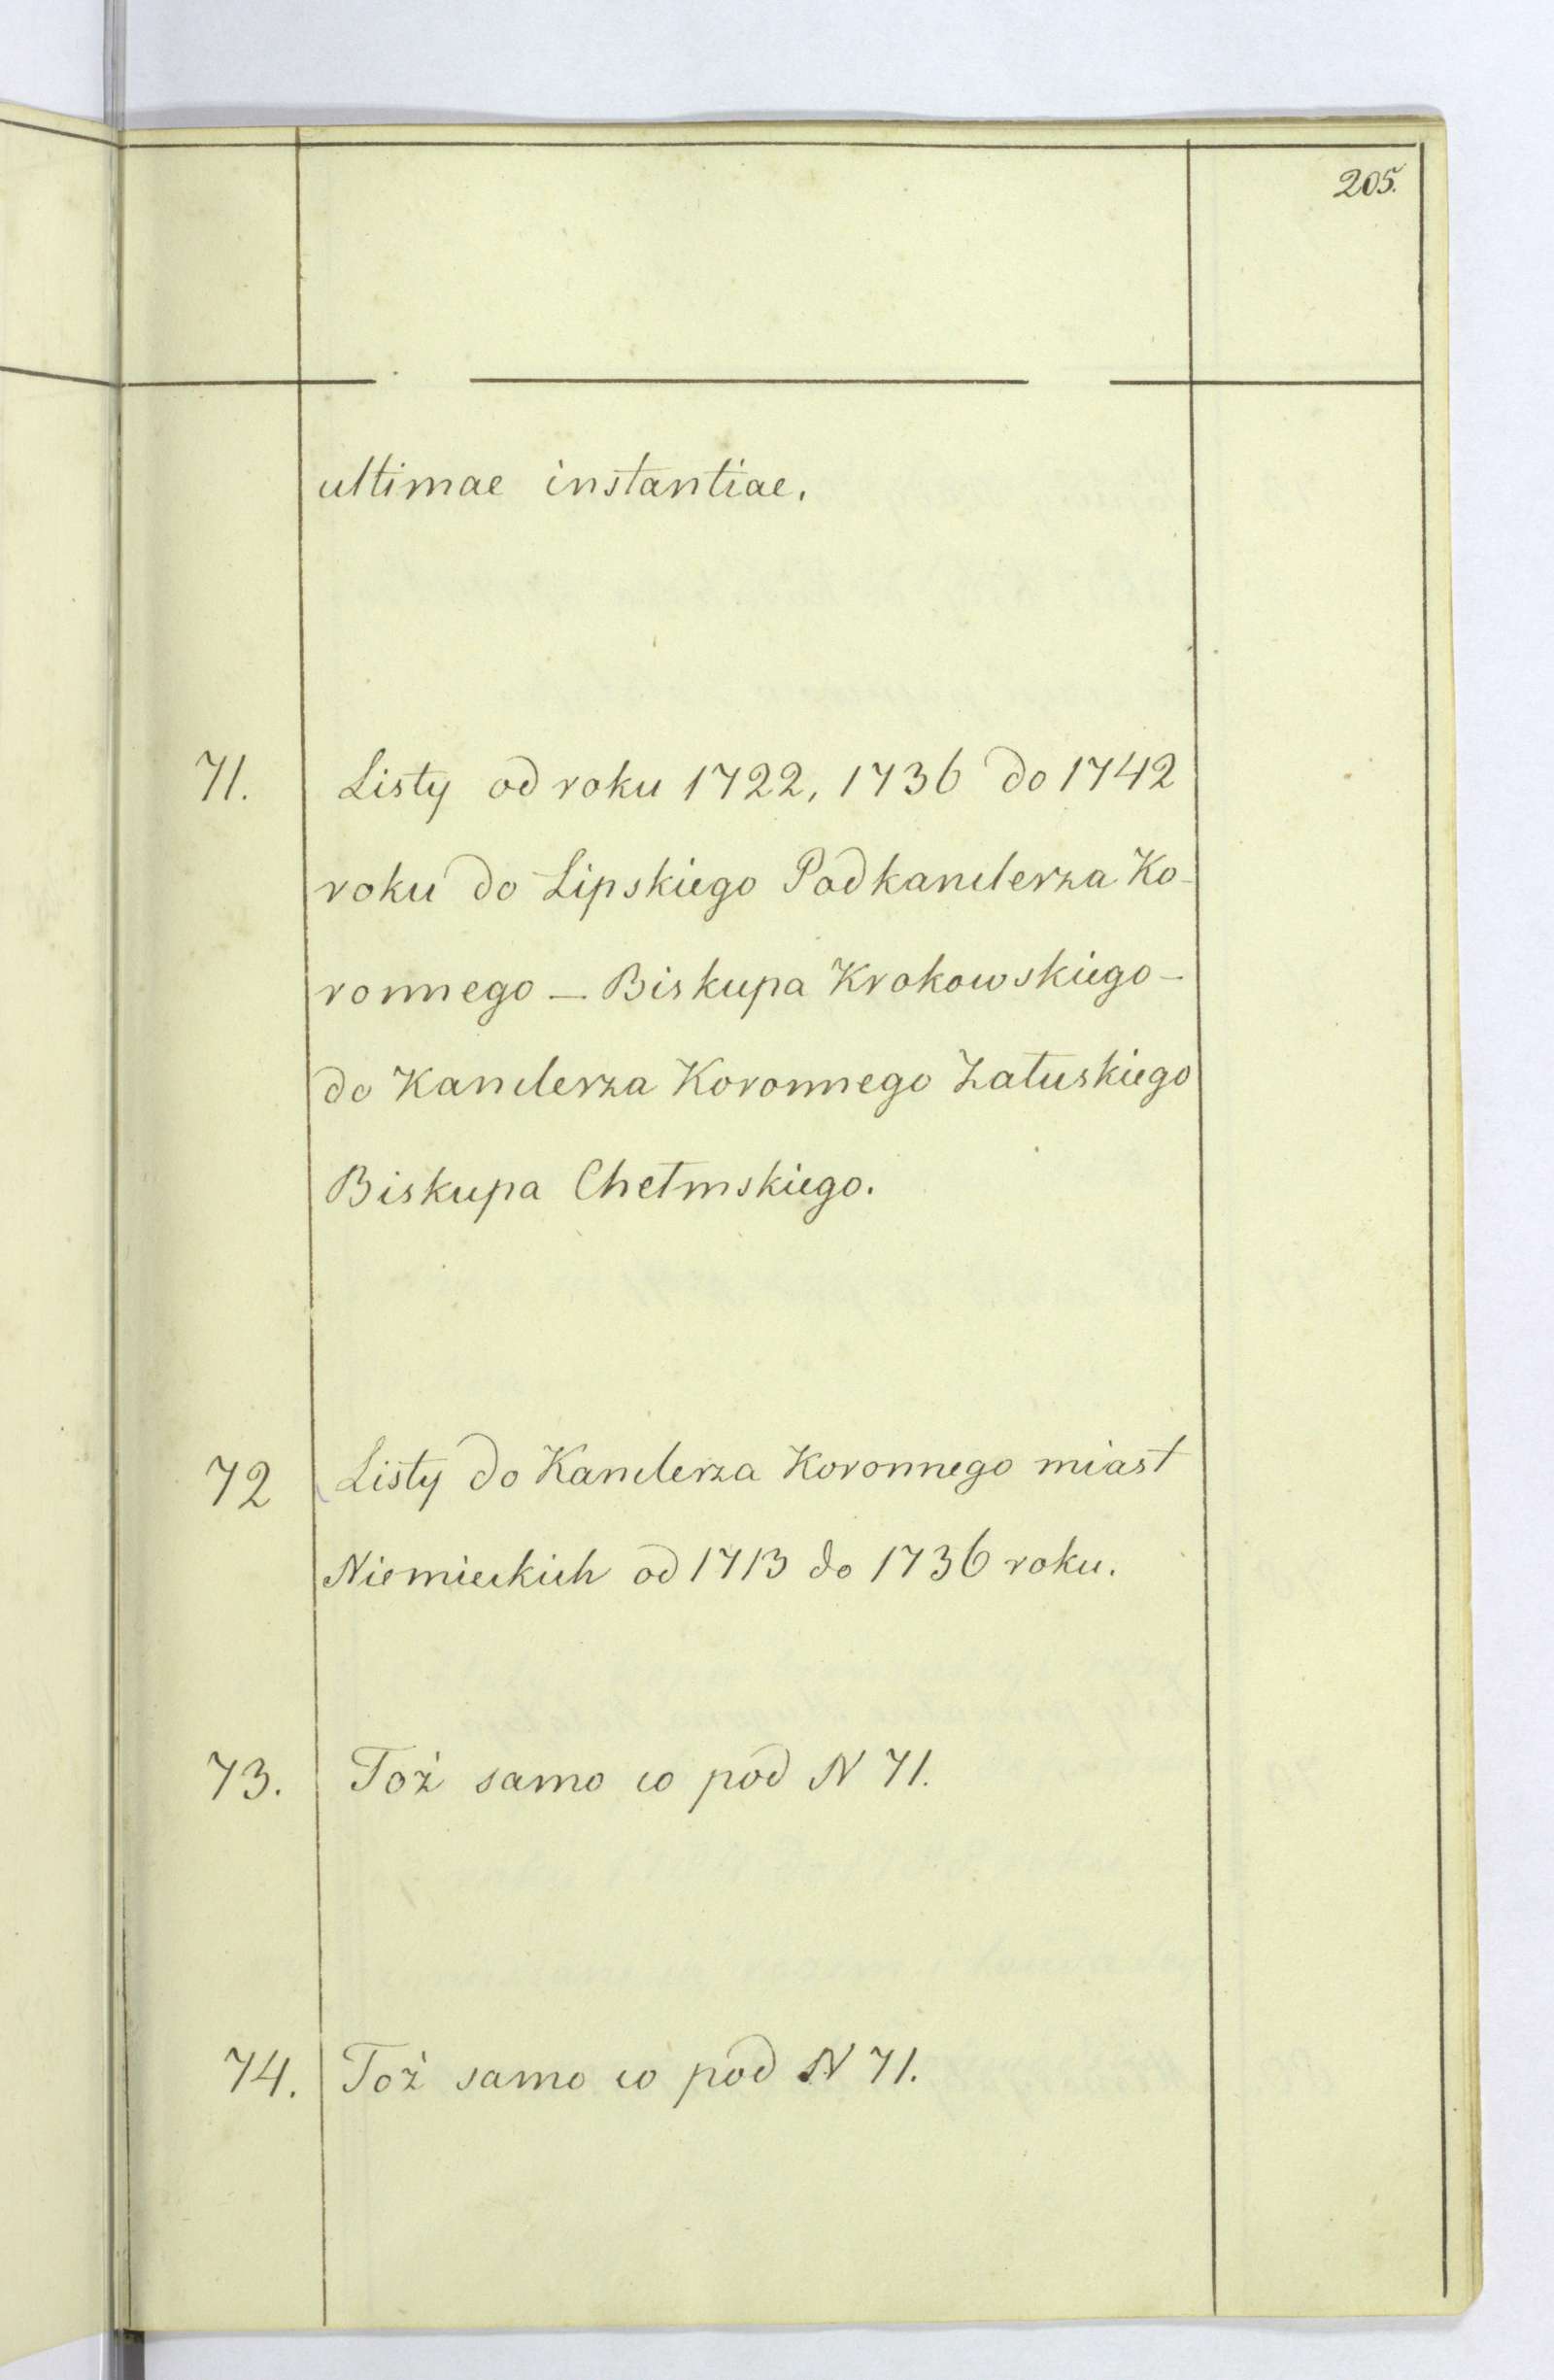 205.
ultimae instantiae.
71. Listy od roku 1722, 1736 do 1742
roku do Lipskiego Podkanclerza Ko-
ronnego – Biskupa Krakowskiego –
do Kanclerza Koronnego Załuskiego
Biskupa Chełmskiego.
72 Listy do Kanclerza Koronnego miast
Niemieckich od 1713 do 1736 roku.
73. Toż samo co pod N 71.
74. Toż samo co pod N 71.